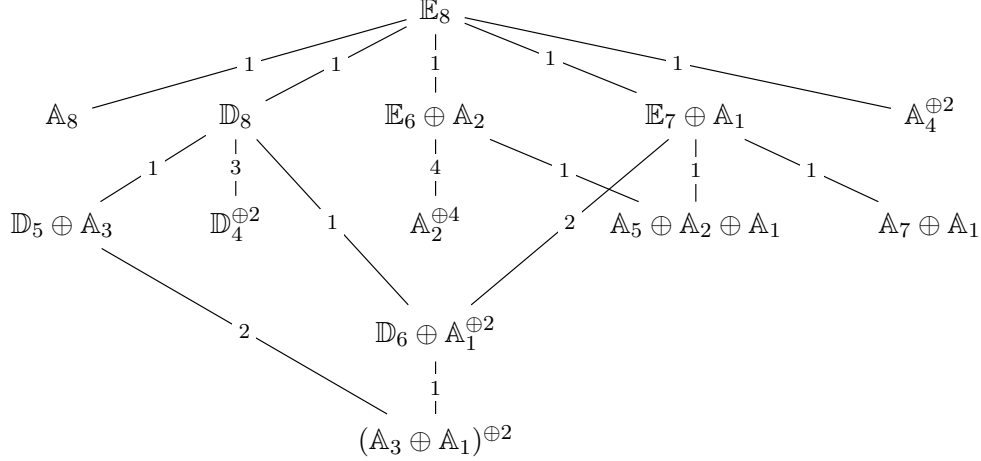 𝔼₈
1 1 1 1 1
𝔸₈ 𝔻₈ 𝔼₆ ⊕ 𝔸₂ 𝔼₇ ⊕ 𝔸₁ 𝔸₄^⊕2
1 3 4 1 1 1
𝔻₅ ⊕ 𝔸₃ 𝔻₄^⊕2 1 𝔸₂^⊕4 2 𝔸₅ ⊕ 𝔸₂ ⊕ 𝔸₁ 𝔸₇ ⊕ 𝔸₁
2 𝔻₆ ⊕ 𝔸₁^⊕2
1
(𝔸₃ ⊕ 𝔸₁)^⊕2